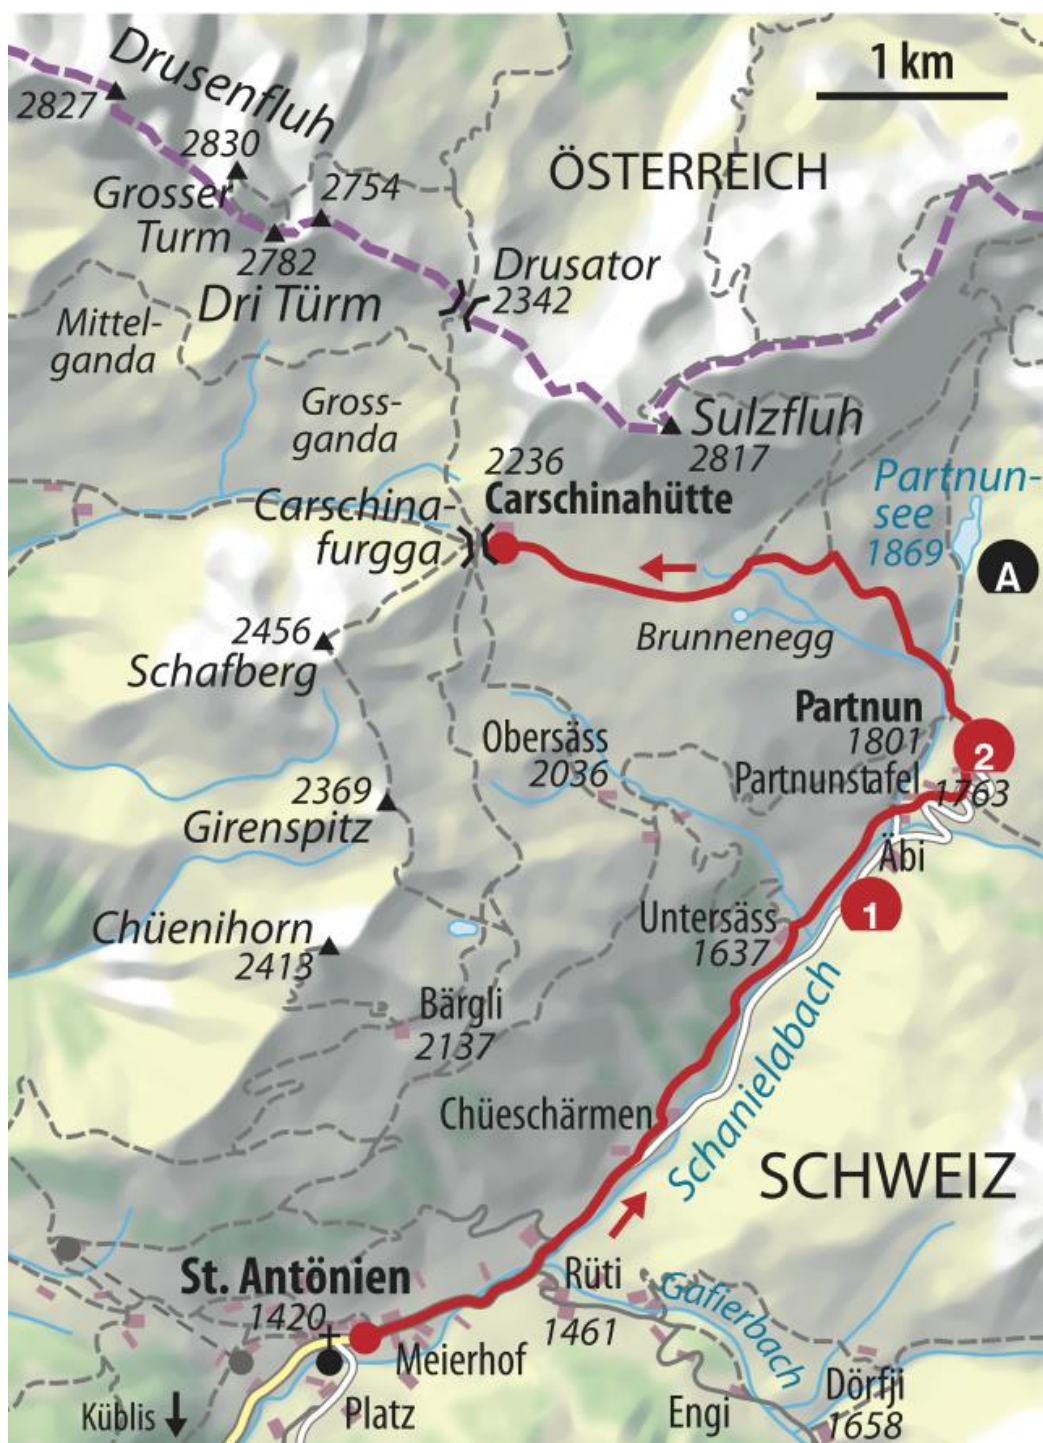 Drusenfluh
1 km
2827
2830
2754
ÖSTERREICH
Grosser
Turm
2782
Drusator
2342
Dri Türm
Mittel-
ganda
Gross-
ganda
Sulzfluh
2817
2236
Carschinahütte
Carschina-
furgga
Partnun-
see
1869
A
2456
Schafberg
Brunnenegg
Partnun
1801
2
Obersäss
2036
Partnunstafel
1763
2369
Girenspitz
Äbi
1
Untersäss
1637
Chüenihorn
2413
Bärgli
2137
Schanielabach
Chüeschärmen
SCHWEIZ
St. Antönien
1420
Rüti
1461
Gafierbach
Meierhof
Dörfji
1658
Küblis
Platz
Engi